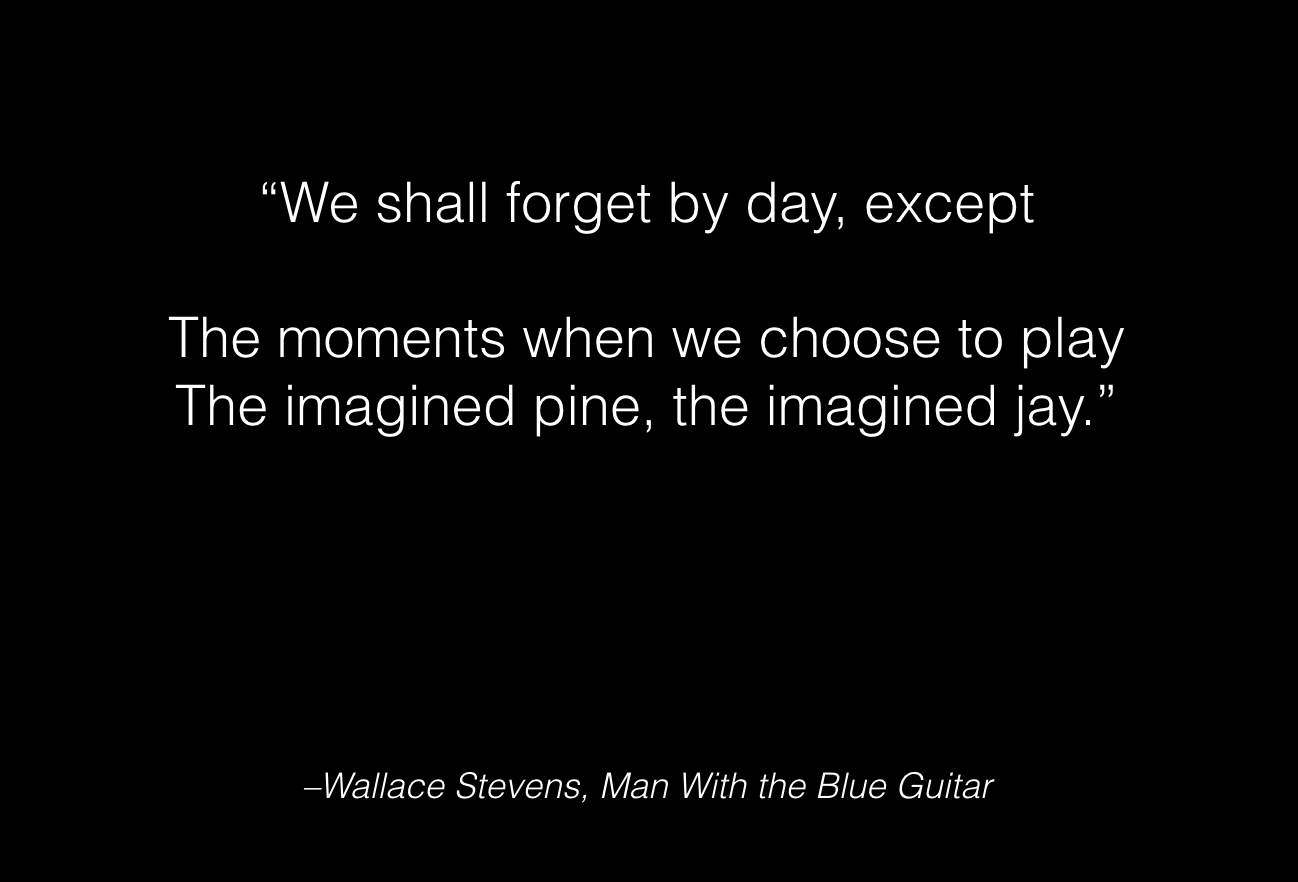 “We shall forget by day, except
The moments when we choose to play
The imagined pine, the imagined jay.”
–Wallace Stevens, Man With the Blue Guitar